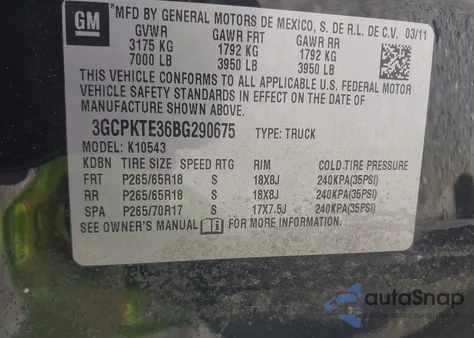 GM
MFD BY GENERAL MOTORS DE MEXICO, S. DE R.L. DE C.V. 03/11
GVWR GAWR FRT GAWR RR
3175 KG 1792 KG 1792 KG
7000 LB 3950 LB 3950 LB
THIS VEHICLE CONFORMS TO ALL APPLICABLE U.S. FEDERAL MOTOR
VEHICLE SAFETY STANDARDS IN EFFECT ON THE DATE OF
MANUFACTURE SHOWN ABOVE.
3GCPKTE36BG290675 TYPE: TRUCK
MODEL: K10543
KDBN TIRE SIZE SPEED RTG RIM COLD TIRE PRESSURE
FRT P265/65R18 S 18X8J 240KPA(35PSI)
RR P265/65R18 S 18X8J 240KPA(35PSI)
SPA P265/70R17 S 17X7.5J 240KPA(35PSI)
SEE OWNER'S MANUAL FOR MORE INFORMATION.
autoSnap